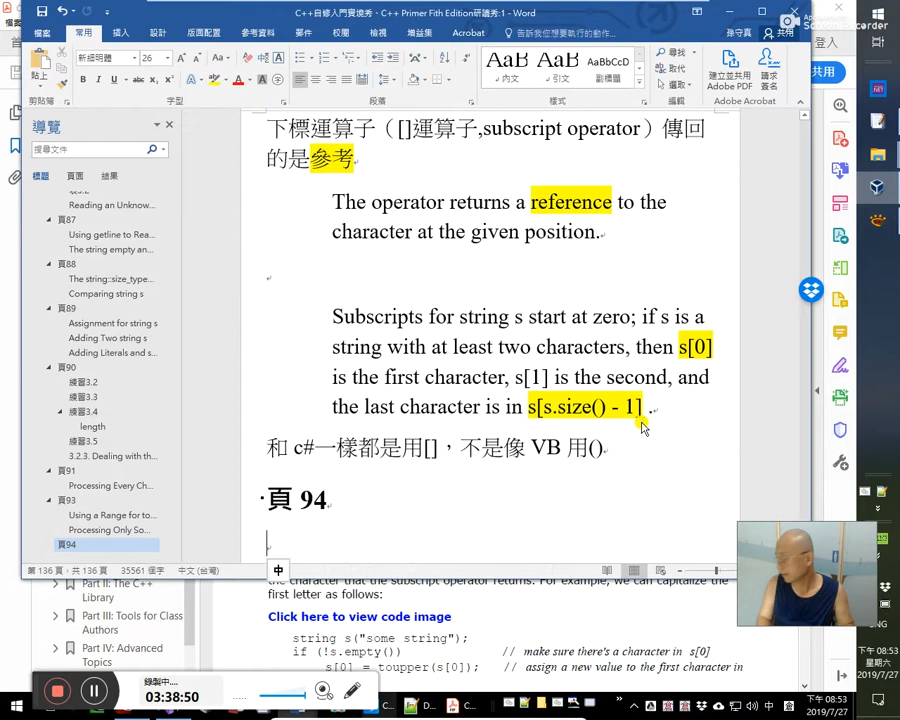 C++自修入門實境秀、C++ Primer Fifth Edition研讀秀:1 - Word
檔案 常用 插入 設計 版面配置 參考資料 郵件 校閱 檢視 增益集 Acrobat 告訴我您想要執行的動作... 孫守真 共用
登入
共用
貼上
新細明體 26
B I U abc
AaBb AaBb AaBbCcD
內文 引文 副標題
尋找
取代
選取
建立並共用
Adobe PDF
請求
簽名
剪貼簿 字型 段落 樣式 編輯 Adobe Acrobat
導覽
搜尋文件
標題 頁面 結果
Reading an Unknow...
頁87
Using getline to Rea...
The string empty an...
頁88
The string::size_type...
Comparing string s
頁89
Assignment for string s
Adding Two string s
Adding Literals and s...
頁90
練習3.2
練習3.3
練習3.4
length
練習3.5
3.2.3. Dealing with th...
頁91
Processing Every Ch...
頁93
Using a Range for to...
Processing Only So...
頁94
下標運算子（[]運算子,subscript operator）傳回
的是參考
The operator returns a reference to the
character at the given position.
Subscripts for string s start at zero; if s is a
string with at least two characters, then s[0]
is the first character, s[1] is the second, and
the last character is in s[s.size() - 1] .
和 c#一樣都是用[]，不是像 VB 用()
頁 94
中
第 136 頁，共 136 頁 35561 個字 中文 (台灣)
the character that the subscript operator returns. For example, we can capitalize the
first letter as follows:
Click here to view code image
string s("some string");
if (!s.empty()) // make sure there's a character in s[0]
s[0] = toupper(s[0]); // assign a new value to the first character in
Part II: The C++
Library
Part III: Tools for Class
Authors
Part IV: Advanced
Topics
錄製中...
03:38:50
ENG
下午 08:53
星期六
2019/7/27
下午 08:53
2019/7/27